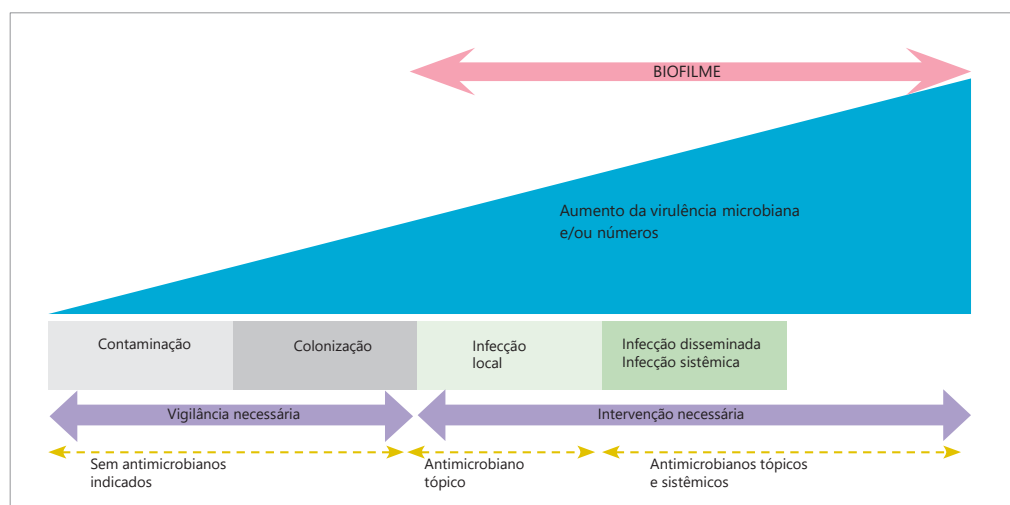 BIOFILME
Aumento da virulência microbiana
e/ou números
Contaminação
Colonização
Infecção
local
Infecção disseminada
Infecção sistêmica
Vigilância necessária
Intervenção necessária
Sem antimicrobianos
indicados
Antimicrobiano
tópico
Antimicrobianos tópicos
e sistêmicos